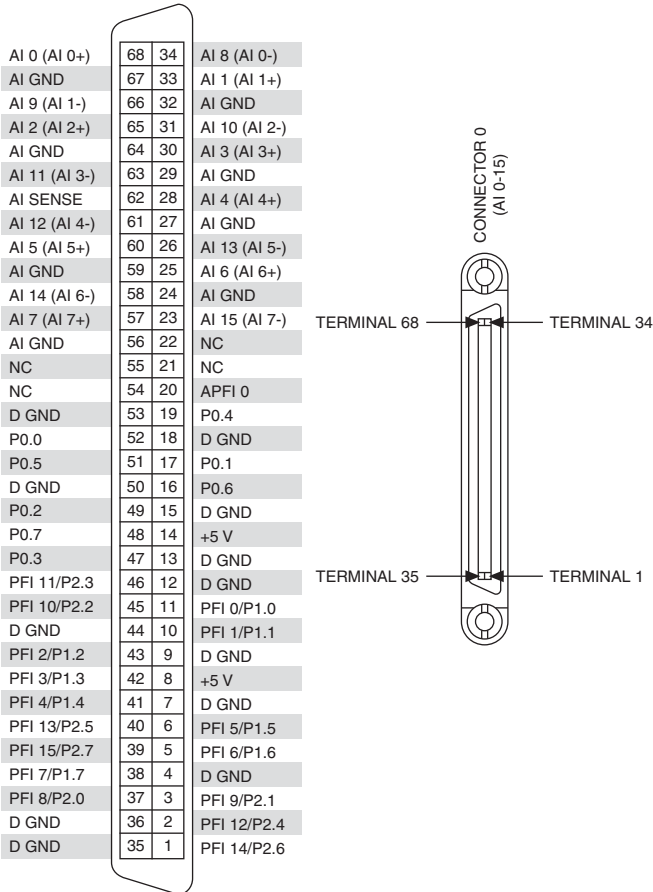 AI 0 (AI 0+) 68 34 AI 8 (AI 0-)
AI GND 67 33 AI 1 (AI 1+)
AI 9 (AI 1-) 66 32 AI GND
AI 2 (AI 2+) 65 31 AI 10 (AI 2-)
AI GND 64 30 AI 3 (AI 3+)
AI 11 (AI 3-) 63 29 AI GND
AI SENSE 62 28 AI 4 (AI 4+)
AI 12 (AI 4-) 61 27 AI GND
AI 5 (AI 5+) 60 26 AI 13 (AI 5-)
AI GND 59 25 AI 6 (AI 6+)
AI 14 (AI 6-) 58 24 AI GND
AI 7 (AI 7+) 57 23 AI 15 (AI 7-)
AI GND 56 22 NC
NC 55 21 NC
NC 54 20 APFI 0
D GND 53 19 P0.4
P0.0 52 18 D GND
P0.5 51 17 P0.1
D GND 50 16 P0.6
P0.2 49 15 D GND
P0.7 48 14 +5 V
P0.3 47 13 D GND
PFI 11/P2.3 46 12 D GND
PFI 10/P2.2 45 11 PFI 0/P1.0
D GND 44 10 PFI 1/P1.1
PFI 2/P1.2 43 9 D GND
PFI 3/P1.3 42 8 +5 V
PFI 4/P1.4 41 7 D GND
PFI 13/P2.5 40 6 PFI 5/P1.5
PFI 15/P2.7 39 5 PFI 6/P1.6
PFI 7/P1.7 38 4 D GND
PFI 8/P2.0 37 3 PFI 9/P2.1
D GND 36 2 PFI 12/P2.4
D GND 35 1 PFI 14/P2.6
CONNECTOR 0
(AI 0-15)
TERMINAL 68 TERMINAL 34
TERMINAL 35 TERMINAL 1